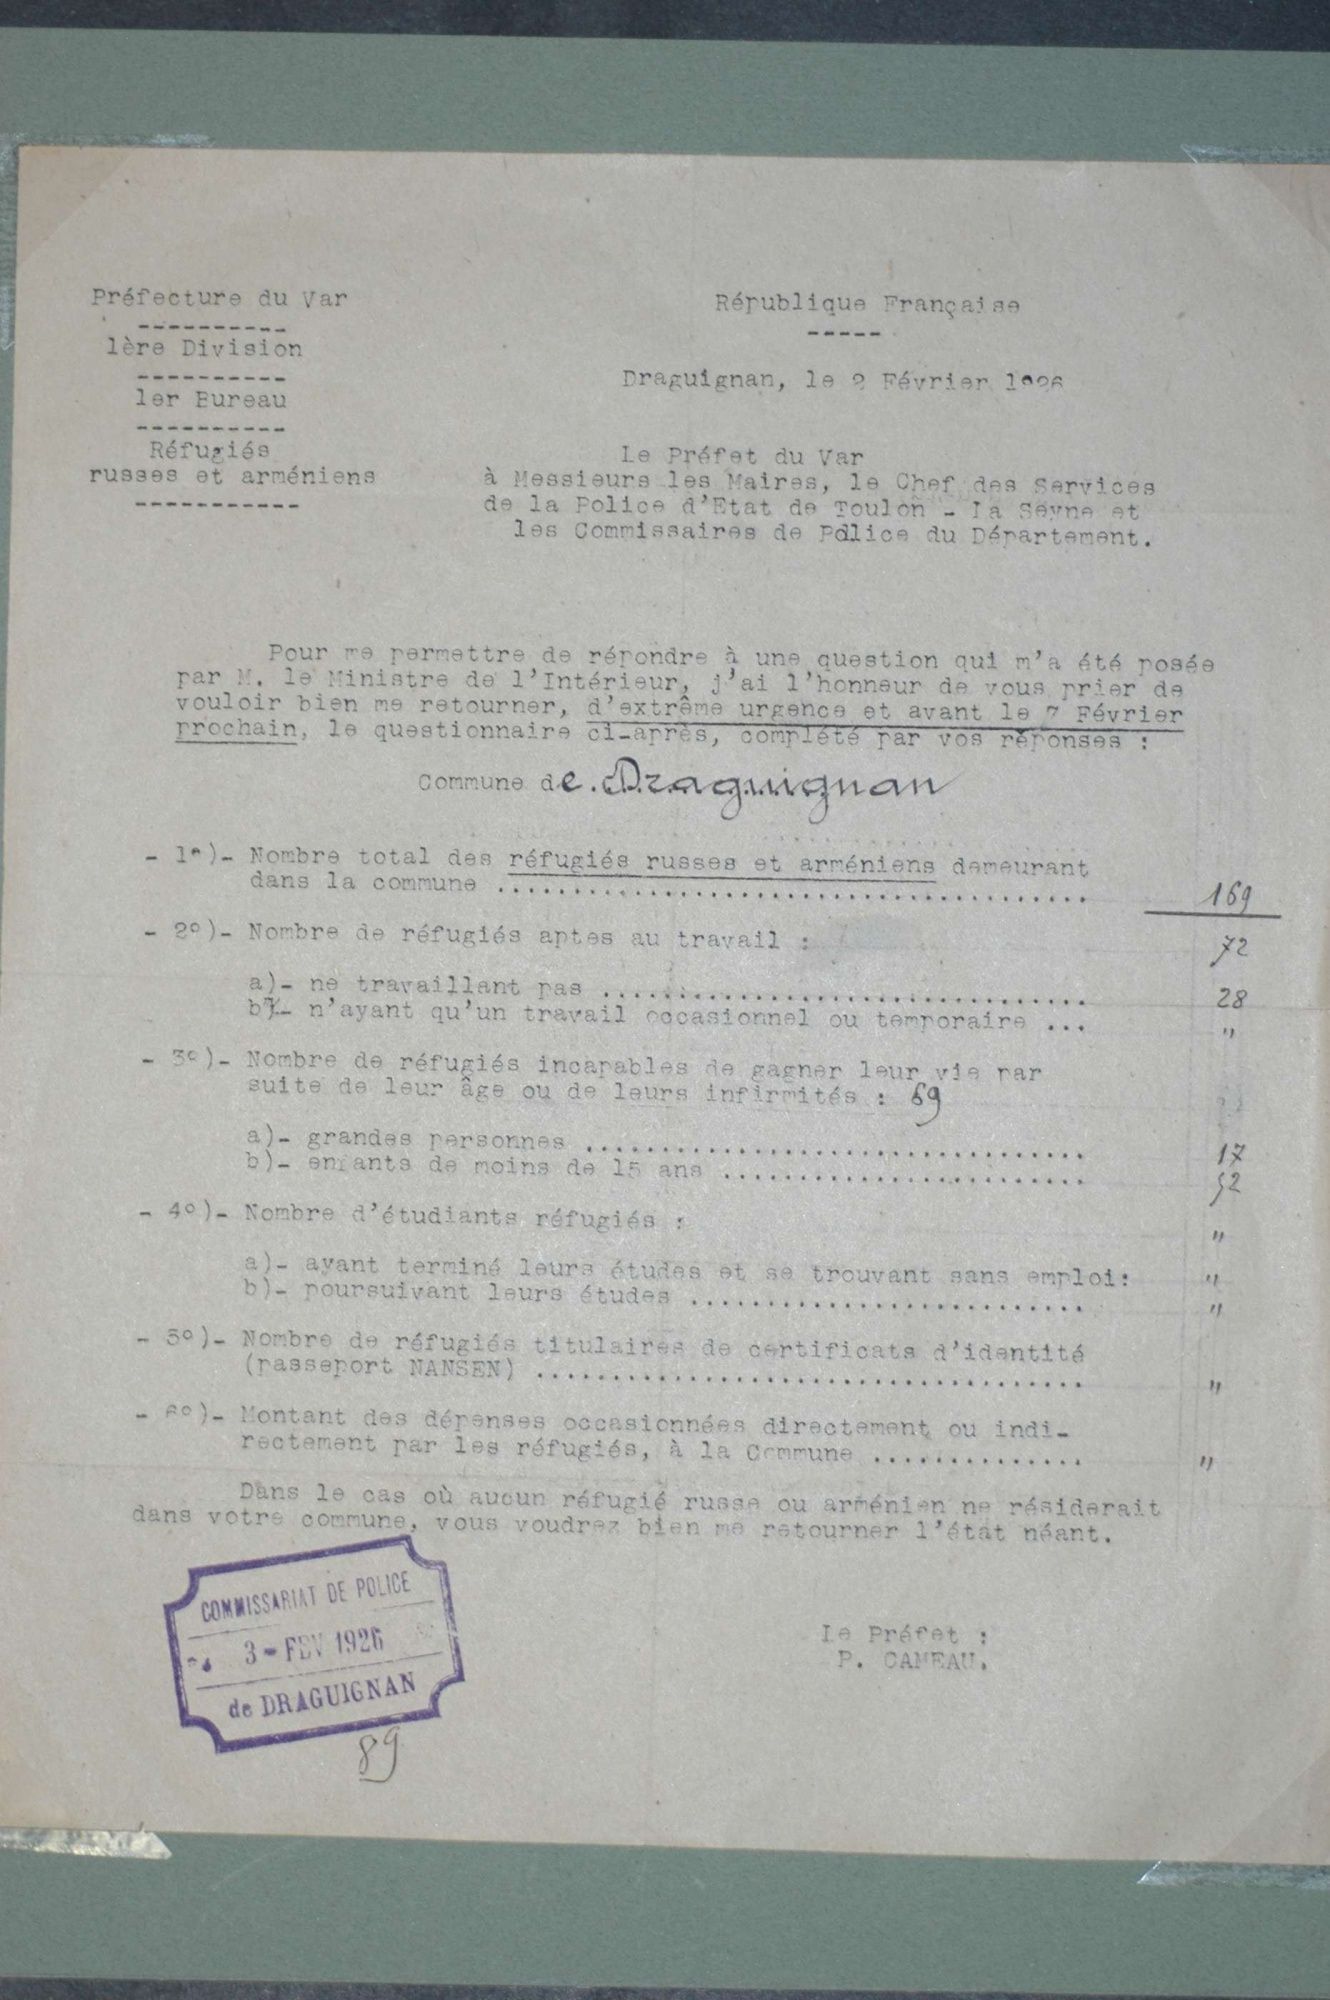 Préfecture du Var
1ère Division
1er Bureau
Réfugiés
russes et arméniens
République Française
Draguignan, le 2 Février 1926
Le Préfet du Var
à Messieurs les Maires, le Chef des Services
de la Police d'Etat de Toulon - La Seyne et
les Commissaires de Police du Département.
Pour me permettre de répondre à une question qui m'a été posée
par M. le Ministre de l'Intérieur, j'ai l'honneur de vous prier de
vouloir bien me retourner, d'extrême urgence et avant le 7 Février
prochain, le questionnaire ci-après, complété par vos réponses :
Commune de Draguignan
- 1°)- Nombre total des réfugiés russes et arméniens demeurant
dans la commune ....................................... 169
- 2°)- Nombre de réfugiés aptes au travail : 72
a)- ne travaillant pas ................................ 28
b)- n'ayant qu'un travail occasionnel ou temporaire ... "
- 3°)- Nombre de réfugiés incapables de gagner leur vie par
suite de leur âge ou de leurs infirmités : 69
a)- grandes personnes ................................. 17
b)- enfants de moins de 15 ans ........................ 52
- 4°)- Nombre d'étudiants réfugiés : "
a)- ayant terminé leurs études et se trouvant sans emploi: "
b)- poursuivant leurs études .......................... "
- 5°)- Nombre de réfugiés titulaires de certificats d'identité
(passeport NANSEN) .................................... "
- 6°)- Montant des dépenses occasionnées directement ou indi-
rectement par les réfugiés, à la Commune .............. "
Dans le cas où aucun réfugié russe ou arménien ne résiderait
dans votre commune, vous voudrez bien me retourner l'état néant.
COMMISSARIAT DE POLICE
3 - FEV 1926
de DRAGUIGNAN
89
Le Préfet :
P. CAMEAU.